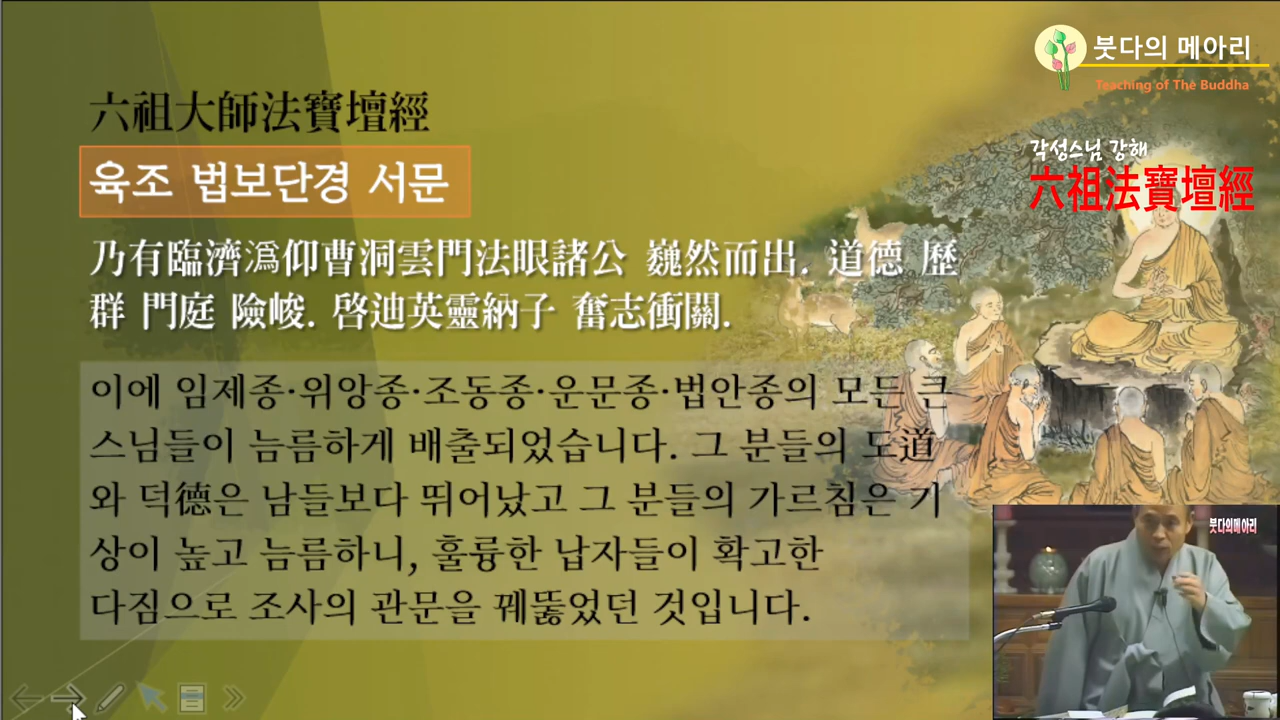 붓다의 메아리
Teaching of The Buddha
각성스님 강해
六祖法寶壇經
六祖大師法寶壇經
육조 법보단경 서문
乃有臨濟潙仰曹洞雲門法眼諸公 巍然而出. 道德 歷
群 門庭 險峻. 啓迪英靈納子 奮志衝關.
이에 임제종·위앙종·조동종·운문종·법안종의 모든 큰
스님들이 늠름하게 배출되었습니다. 그 분들의 도道
와 덕德은 남들보다 뛰어났고 그 분들의 가르침은 기
상이 높고 늠름하니, 훌륭한 납자들이 확고한
다짐으로 조사의 관문을 꿰뚫었던 것입니다.
붓다의메아리